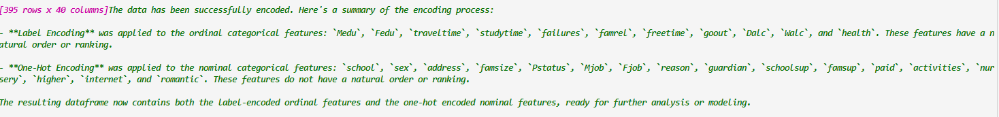 [395 rows x 40 columns]The data has been successfully encoded. Here's a summary of the encoding process:
- **Label Encoding** was applied to the ordinal categorical features: `Medu`, `Fedu`, `traveltime`, `studytime`, `failures`, `famrel`, `freetime`, `goout`, `Dalc`, `Walc`, and `health`. These features have a n
atural order or ranking.
- **One-Hot Encoding** was applied to the nominal categorical features: `school`, `sex`, `address`, `famsize`, `Pstatus`, `Mjob`, `Fjob`, `reason`, `guardian`, `schoolsup`, `famsup`, `paid`, `activities`, `nur
sery`, `higher`, `internet`, and `romantic`. These features do not have a natural order or ranking.
The resulting dataframe now contains both the label-encoded ordinal features and the one-hot encoded nominal features, ready for further analysis or modeling.